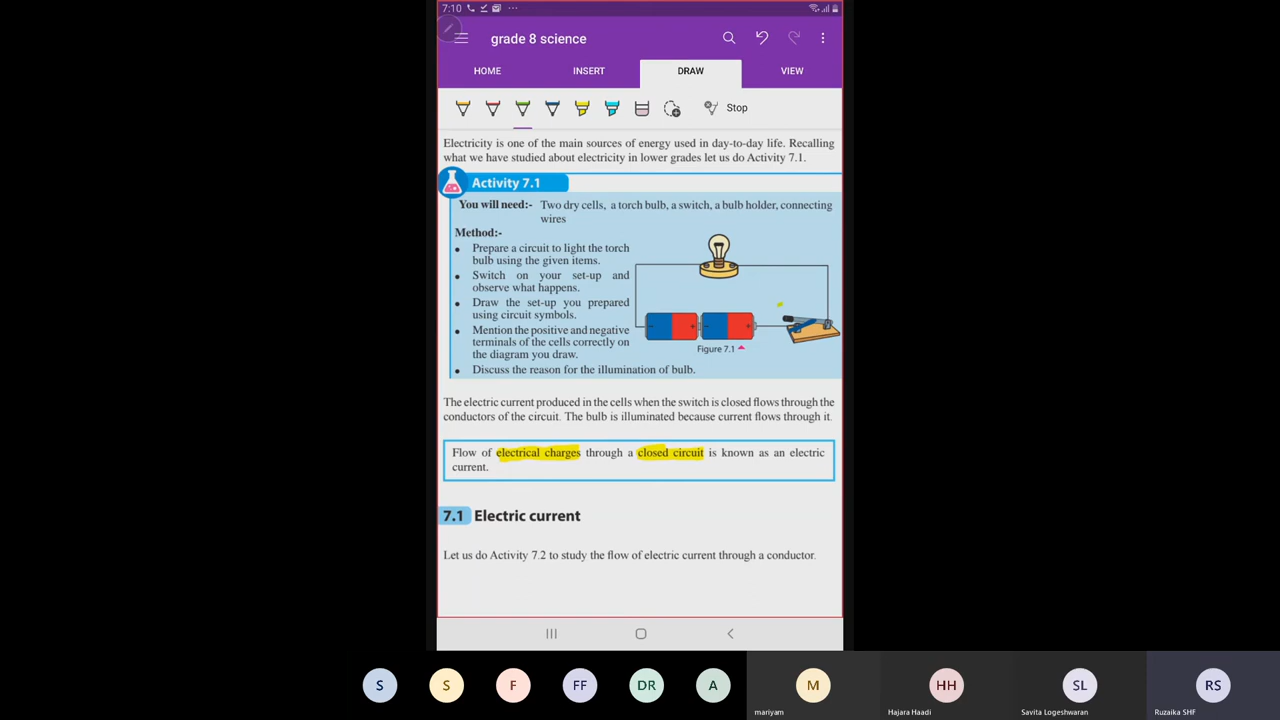 7:10
grade 8 science
HOME INSERT DRAW VIEW
Stop
Electricity is one of the main sources of energy used in day-to-day life. Recalling
what we have studied about electricity in lower grades let us do Activity 7.1.
Activity 7.1
You will need:- Two dry cells, a torch bulb, a switch, a bulb holder, connecting
wires
Method:-
• Prepare a circuit to light the torch
bulb using the given items.
• Switch on your set-up and
observe what happens.
• Draw the set-up you prepared
using circuit symbols.
• Mention the positive and negative
terminals of the cells correctly on
the diagram you draw.
• Discuss the reason for the illumination of bulb.
Figure 7.1
The electric current produced in the cells when the switch is closed flows through the
conductors of the circuit. The bulb is illuminated because current flows through it.
Flow of electrical charges through a closed circuit is known as an electric
current.
7.1 Electric current
Let us do Activity 7.2 to study the flow of electric current through a conductor.
S S F FF DR A M HH SL RS
mariyam Hajara Haadi Savita Logeshwaran Ruzaika SHF